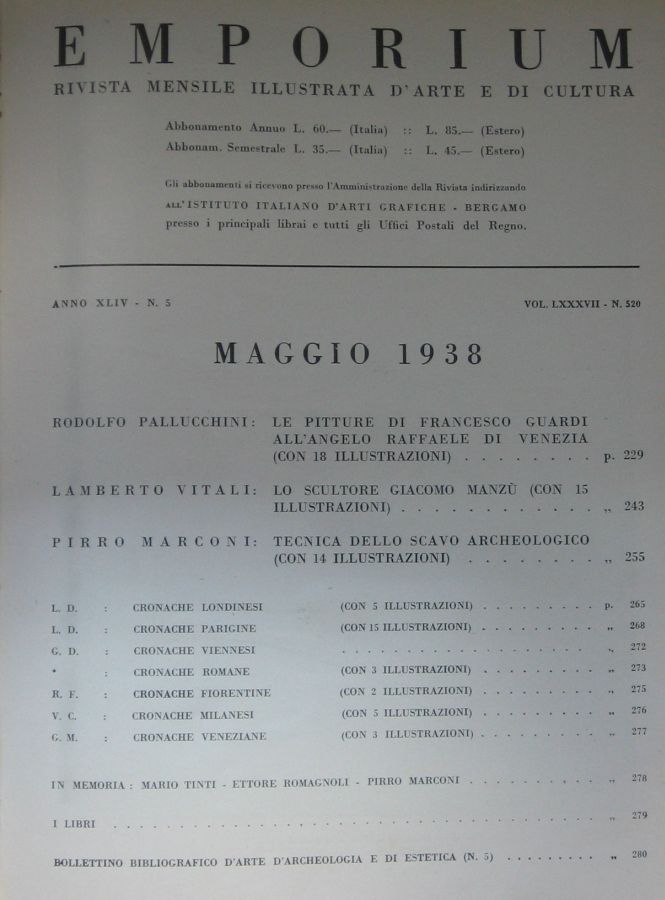 EMPORIUM
RIVISTA MENSILE ILLUSTRATA D'ARTE E DI CULTURA
Abbonamento Annuo L. 60.— (Italia) :: L. 85.— (Estero)
Abbonam. Semestrale L. 35.— (Italia) :: L. 45.— (Estero)
Gli abbonamenti si ricevono presso l'Amministrazione della Rivista indirizzando
ALL'ISTITUTO ITALIANO D'ARTI GRAFICHE - BERGAMO
presso i principali librai e tutti gli Uffici Postali del Regno.
ANNO XLIV - N. 5 VOL. LXXXVII - N. 520
MAGGIO 1938
RODOLFO PALLUCCHINI: LE PITTURE DI FRANCESCO GUARDI
ALL'ANGELO RAFFAELE DI VENEZIA
(CON 18 ILLUSTRAZIONI) . . . . . . . . p. 229
LAMBERTO VITALI: LO SCULTORE GIACOMO MANZÙ (CON 15
ILLUSTRAZIONI) . . . . . . . . . . . . „ 243
PIRRO MARCONI: TECNICA DELLO SCAVO ARCHEOLOGICO
(CON 14 ILLUSTRAZIONI) . . . . . . . . „ 255
L. D. : CRONACHE LONDINESI (CON 5 ILLUSTRAZIONI) . . . . . . . . . p. 265
L. D. : CRONACHE PARIGINE (CON 15 ILLUSTRAZIONI) . . . . . . . . . „ 268
G. D. : CRONACHE VIENNESI . . . . . . . . . . . . . . . . . „ 272
* : CRONACHE ROMANE (CON 3 ILLUSTRAZIONI) . . . . . . . . . „ 273
R. F. : CRONACHE FIORENTINE (CON 2 ILLUSTRAZIONI) . . . . . . . . . „ 275
V. C. : CRONACHE MILANESI (CON 5 ILLUSTRAZIONI) . . . . . . . . . „ 276
G. M. : CRONACHE VENEZIANE (CON 3 ILLUSTRAZIONI) . . . . . . . . . „ 277
IN MEMORIA: MARIO TINTI - ETTORE ROMAGNOLI - PIRRO MARCONI . . . . . . . . . . „ 278
I LIBRI . . . . . . . . . . . . . . . . . . . . . . . . . . . . . . . . . . . „ 279
BOLLETTINO BIBLIOGRAFICO D'ARTE D'ARCHEOLOGIA E DI ESTETICA (N. 5) . . . . . . . . . „ 280